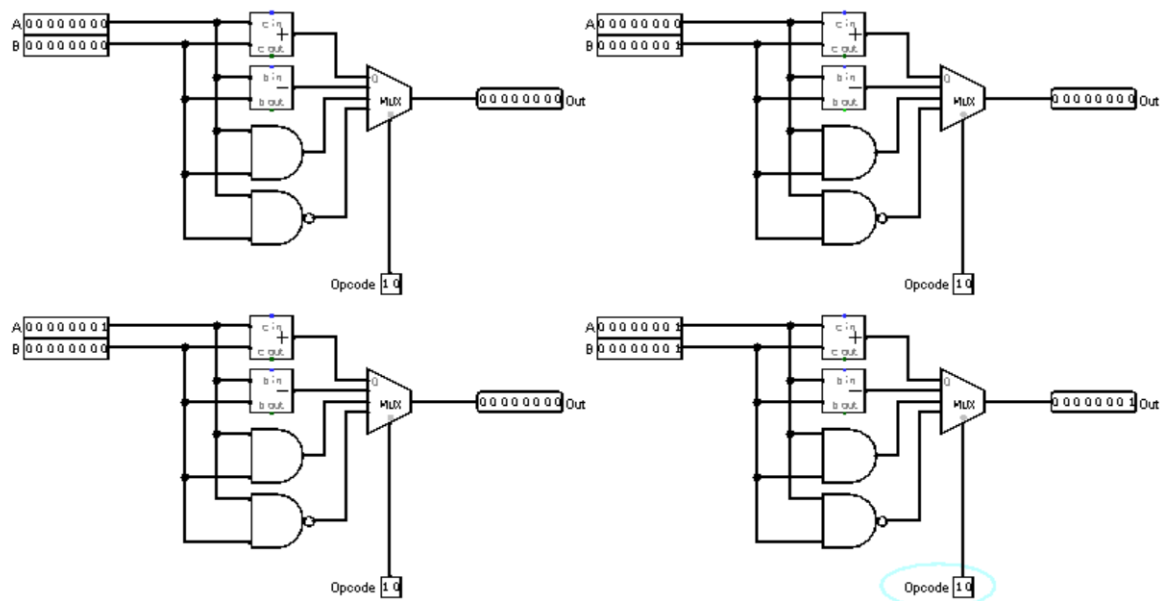 A 0 0 0 0 0 0 0 0
B 0 0 0 0 0 0 0 0
c in
+
c out
b in
−
b out
0
MUX
0 0 0 0 0 0 0 0 Out
Opcode 1 0
A 0 0 0 0 0 0 0 0
B 0 0 0 0 0 0 0 1
c in
+
c out
b in
−
b out
0
MUX
0 0 0 0 0 0 0 0 Out
Opcode 1 0
A 0 0 0 0 0 0 0 1
B 0 0 0 0 0 0 0 0
c in
+
c out
b in
−
b out
0
MUX
0 0 0 0 0 0 0 0 Out
Opcode 1 0
A 0 0 0 0 0 0 0 1
B 0 0 0 0 0 0 0 1
c in
+
c out
b in
−
b out
0
MUX
0 0 0 0 0 0 0 1 Out
Opcode 1 0